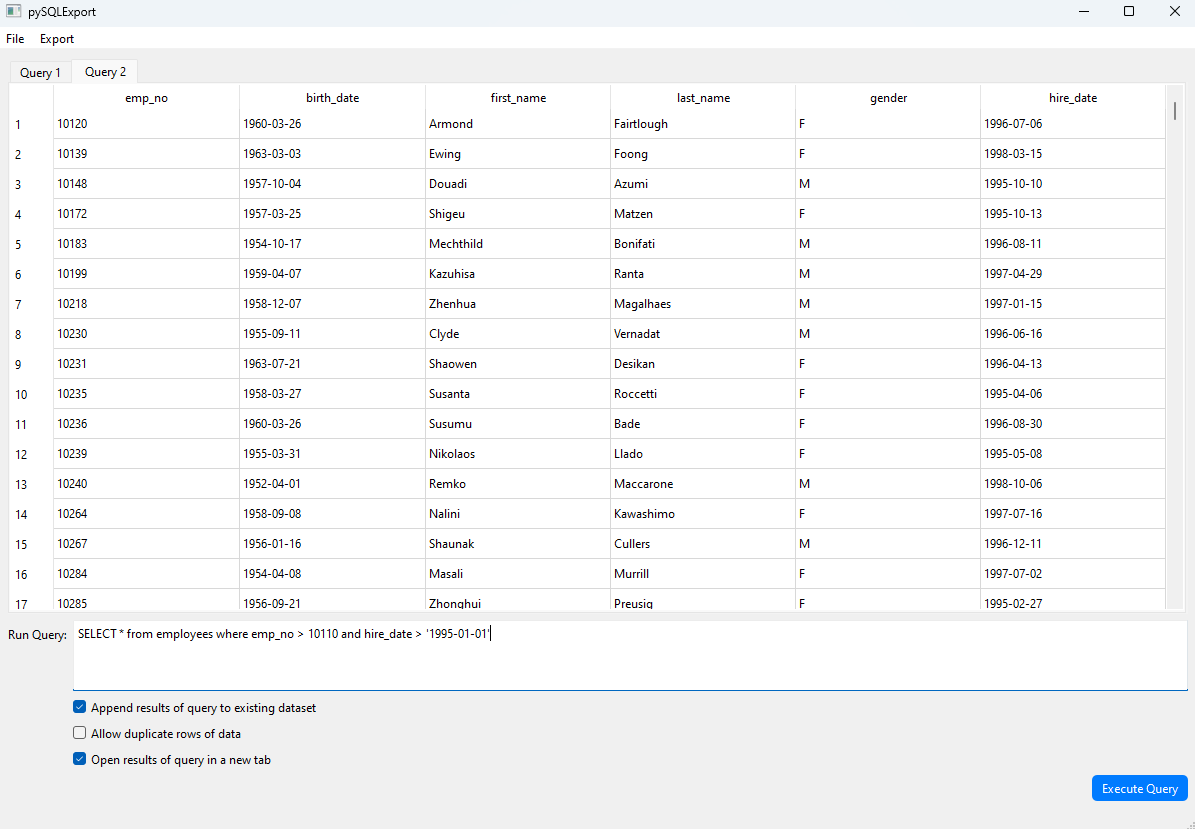 pySQLExport
File Export
Query 1 Query 2
emp_no birth_date first_name last_name gender hire_date
1 10120 1960-03-26 Armond Fairtlough F 1996-07-06
2 10139 1963-03-03 Ewing Foong F 1998-03-15
3 10148 1957-10-04 Douadi Azumi M 1995-10-10
4 10172 1957-03-25 Shigeu Matzen F 1995-10-13
5 10183 1954-10-17 Mechthild Bonifati M 1996-08-11
6 10199 1959-04-07 Kazuhisa Ranta M 1997-04-29
7 10218 1958-12-07 Zhenhua Magalhaes M 1997-01-15
8 10230 1955-09-11 Clyde Vernadat M 1996-06-16
9 10231 1963-07-21 Shaowen Desikan F 1996-04-13
10 10235 1958-03-27 Susanta Roccetti F 1995-04-06
11 10236 1960-03-26 Susumu Bade F 1996-08-30
12 10239 1955-03-31 Nikolaos Llado F 1995-05-08
13 10240 1952-04-01 Remko Maccarone M 1998-10-06
14 10264 1958-09-08 Nalini Kawashimo F 1997-07-16
15 10267 1956-01-16 Shaunak Cullers M 1996-12-11
16 10284 1954-04-08 Masali Murrill F 1997-07-02
17 10285 1956-09-21 Zhonghui Preusig F 1995-02-27
Run Query: SELECT * from employees where emp_no > 10110 and hire_date > '1995-01-01'
Append results of query to existing dataset
Allow duplicate rows of data
Open results of query in a new tab
Execute Query